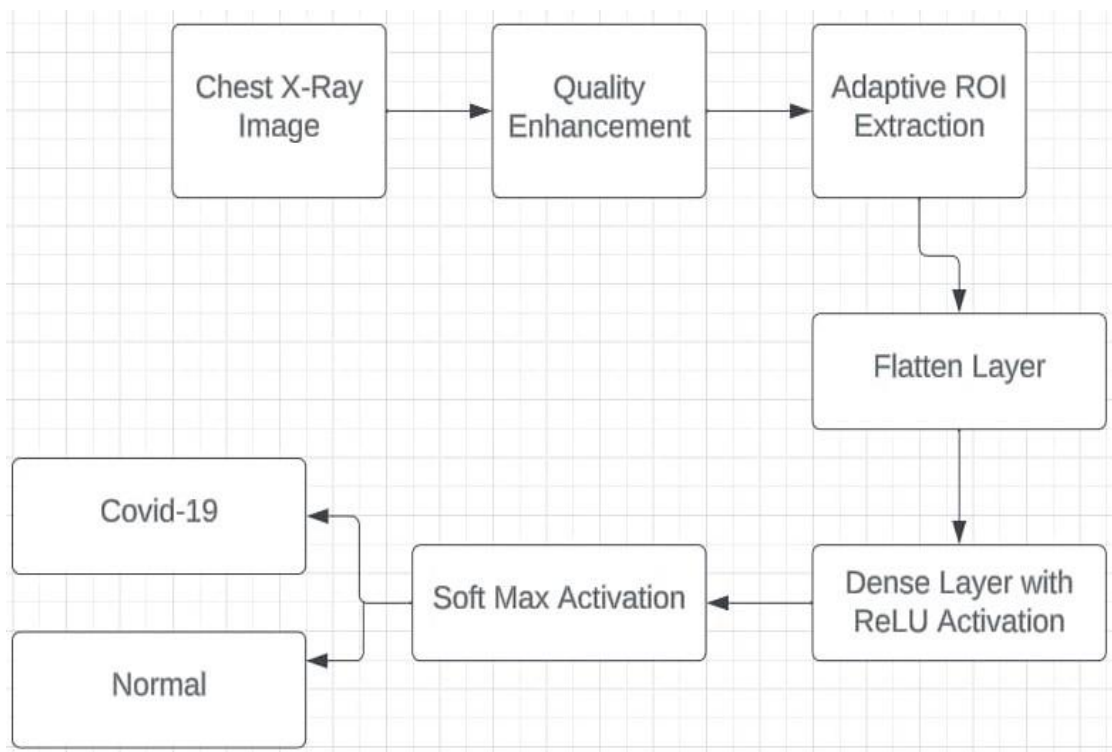 Chest X-Ray
Image
Quality
Enhancement
Adaptive ROI
Extraction
Flatten Layer
Dense Layer with
ReLU Activation
Soft Max Activation
Covid-19
Normal